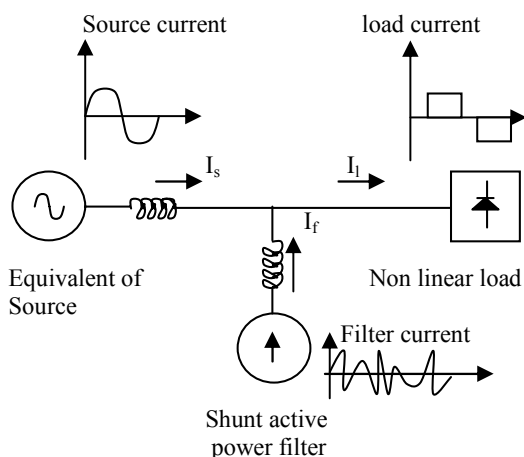 Source current
load current
I_s
I_l
I_f
Equivalent of
Source
Non linear load
Filter current
Shunt active
power filter